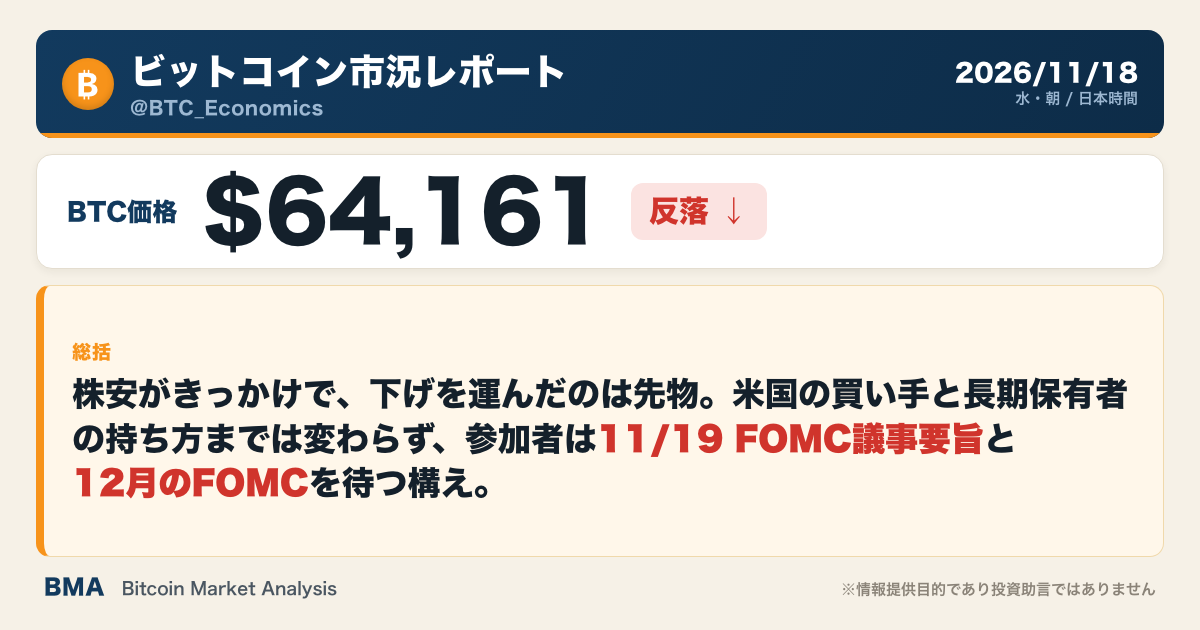 ビットコイン市況レポート
@BTC_Economics
2026/11/18
水・朝 / 日本時間
BTC価格 $64,161 反落 ↓
総括
株安がきっかけで、下げを運んだのは先物。米国の買い手と長期保有者
の持ち方までは変わらず、参加者は11/19 FOMC議事要旨と
12月のFOMCを待つ構え。
BMA Bitcoin Market Analysis
※情報提供目的であり投資助言ではありません